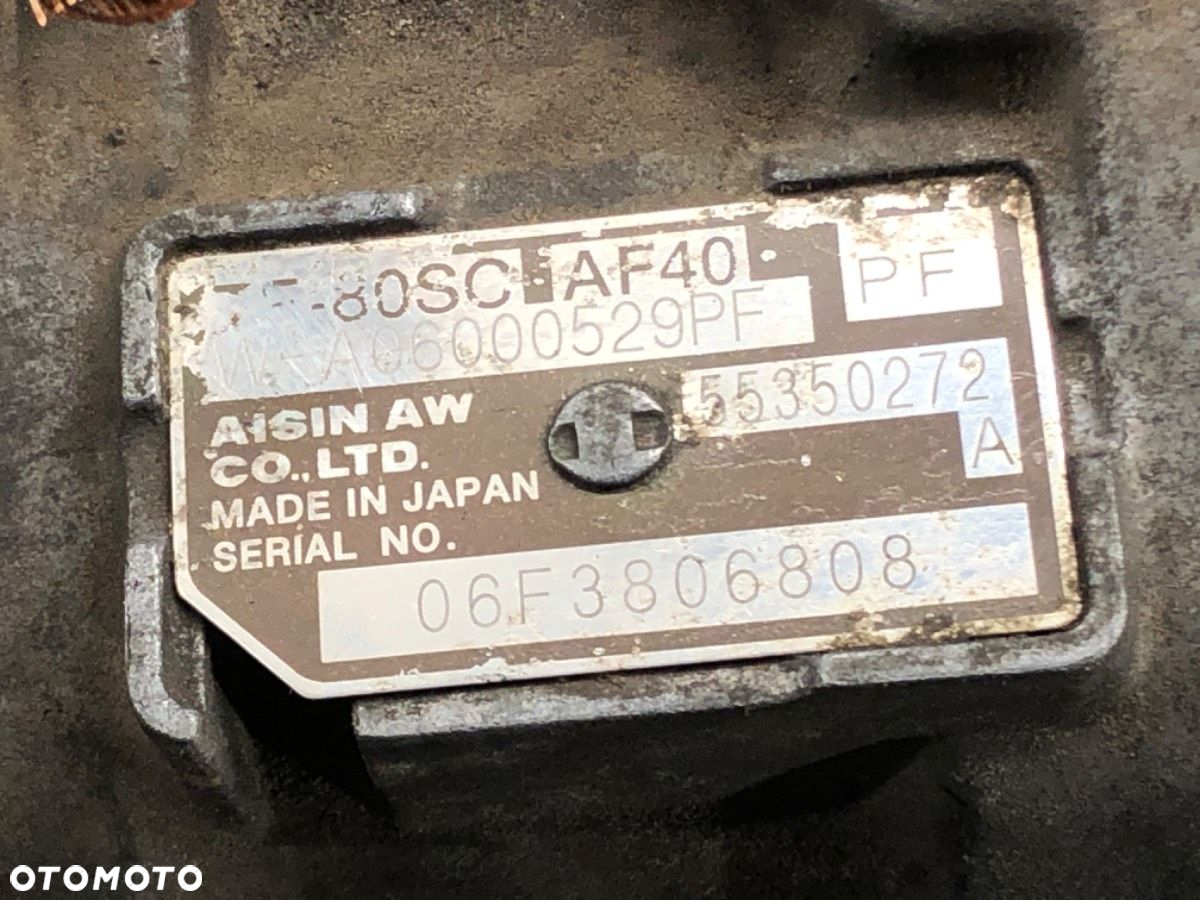 -80SC AF40
PF
A06000529PF
55350272
A
AISIN AW
CO.,LTD.
MADE IN JAPAN
SERIAL NO.
06F3806808
OTOMOTO